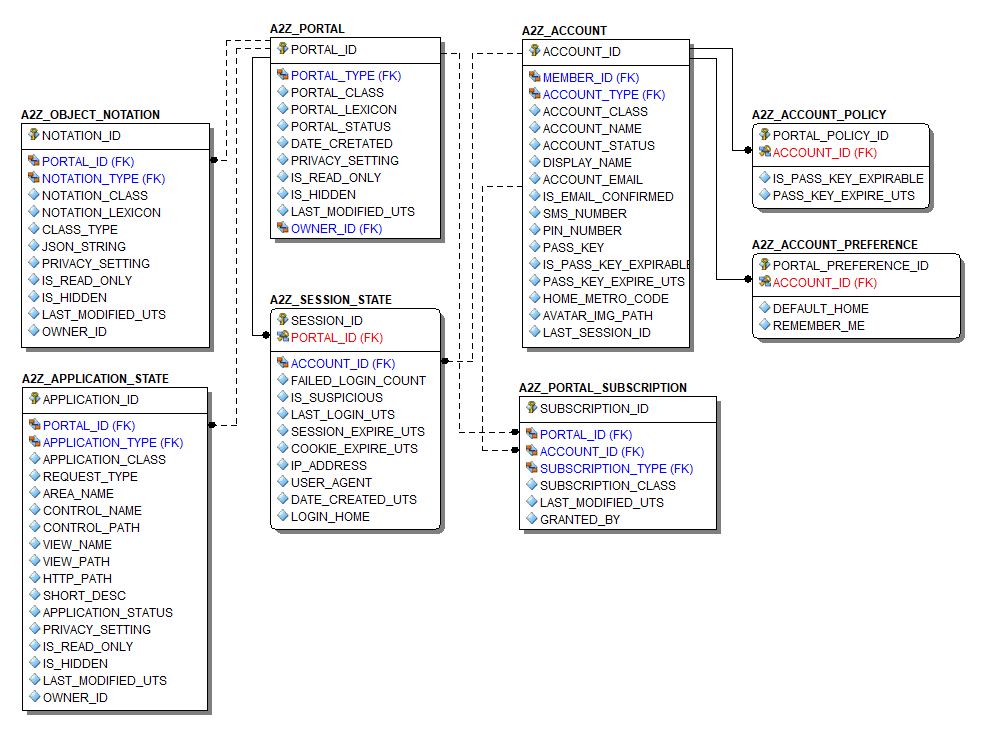 A2Z_OBJECT_NOTATION
NOTATION_ID
PORTAL_ID (FK)
NOTATION_TYPE (FK)
NOTATION_CLASS
NOTATION_LEXICON
CLASS_TYPE
JSON_STRING
PRIVACY_SETTING
IS_READ_ONLY
IS_HIDDEN
LAST_MODIFIED_UTS
OWNER_ID
A2Z_APPLICATION_STATE
APPLICATION_ID
PORTAL_ID (FK)
APPLICATION_TYPE (FK)
APPLICATION_CLASS
REQUEST_TYPE
AREA_NAME
CONTROL_NAME
CONTROL_PATH
VIEW_NAME
VIEW_PATH
HTTP_PATH
SHORT_DESC
APPLICATION_STATUS
PRIVACY_SETTING
IS_READ_ONLY
IS_HIDDEN
LAST_MODIFIED_UTS
OWNER_ID
A2Z_PORTAL
PORTAL_ID
PORTAL_TYPE (FK)
PORTAL_CLASS
PORTAL_LEXICON
PORTAL_STATUS
DATE_CRETATED
PRIVACY_SETTING
IS_READ_ONLY
IS_HIDDEN
LAST_MODIFIED_UTS
OWNER_ID (FK)
A2Z_SESSION_STATE
SESSION_ID
PORTAL_ID (FK)
ACCOUNT_ID (FK)
FAILED_LOGIN_COUNT
IS_SUSPICIOUS
LAST_LOGIN_UTS
SESSION_EXPIRE_UTS
COOKIE_EXPIRE_UTS
IP_ADDRESS
USER_AGENT
DATE_CREATED_UTS
LOGIN_HOME
A2Z_ACCOUNT
ACCOUNT_ID
MEMBER_ID (FK)
ACCOUNT_TYPE (FK)
ACCOUNT_CLASS
ACCOUNT_NAME
ACCOUNT_STATUS
DISPLAY_NAME
ACCOUNT_EMAIL
IS_EMAIL_CONFIRMED
SMS_NUMBER
PIN_NUMBER
PASS_KEY
IS_PASS_KEY_EXPIRABLE
PASS_KEY_EXPIRE_UTS
HOME_METRO_CODE
AVATAR_IMG_PATH
LAST_SESSION_ID
A2Z_PORTAL_SUBSCRIPTION
SUBSCRIPTION_ID
PORTAL_ID (FK)
ACCOUNT_ID (FK)
SUBSCRIPTION_TYPE (FK)
SUBSCRIPTION_CLASS
LAST_MODIFIED_UTS
GRANTED_BY
A2Z_ACCOUNT_POLICY
PORTAL_POLICY_ID
ACCOUNT_ID (FK)
IS_PASS_KEY_EXPIRABLE
PASS_KEY_EXPIRE_UTS
A2Z_ACCOUNT_PREFERENCE
PORTAL_PREFERENCE_ID
ACCOUNT_ID (FK)
DEFAULT_HOME
REMEMBER_ME